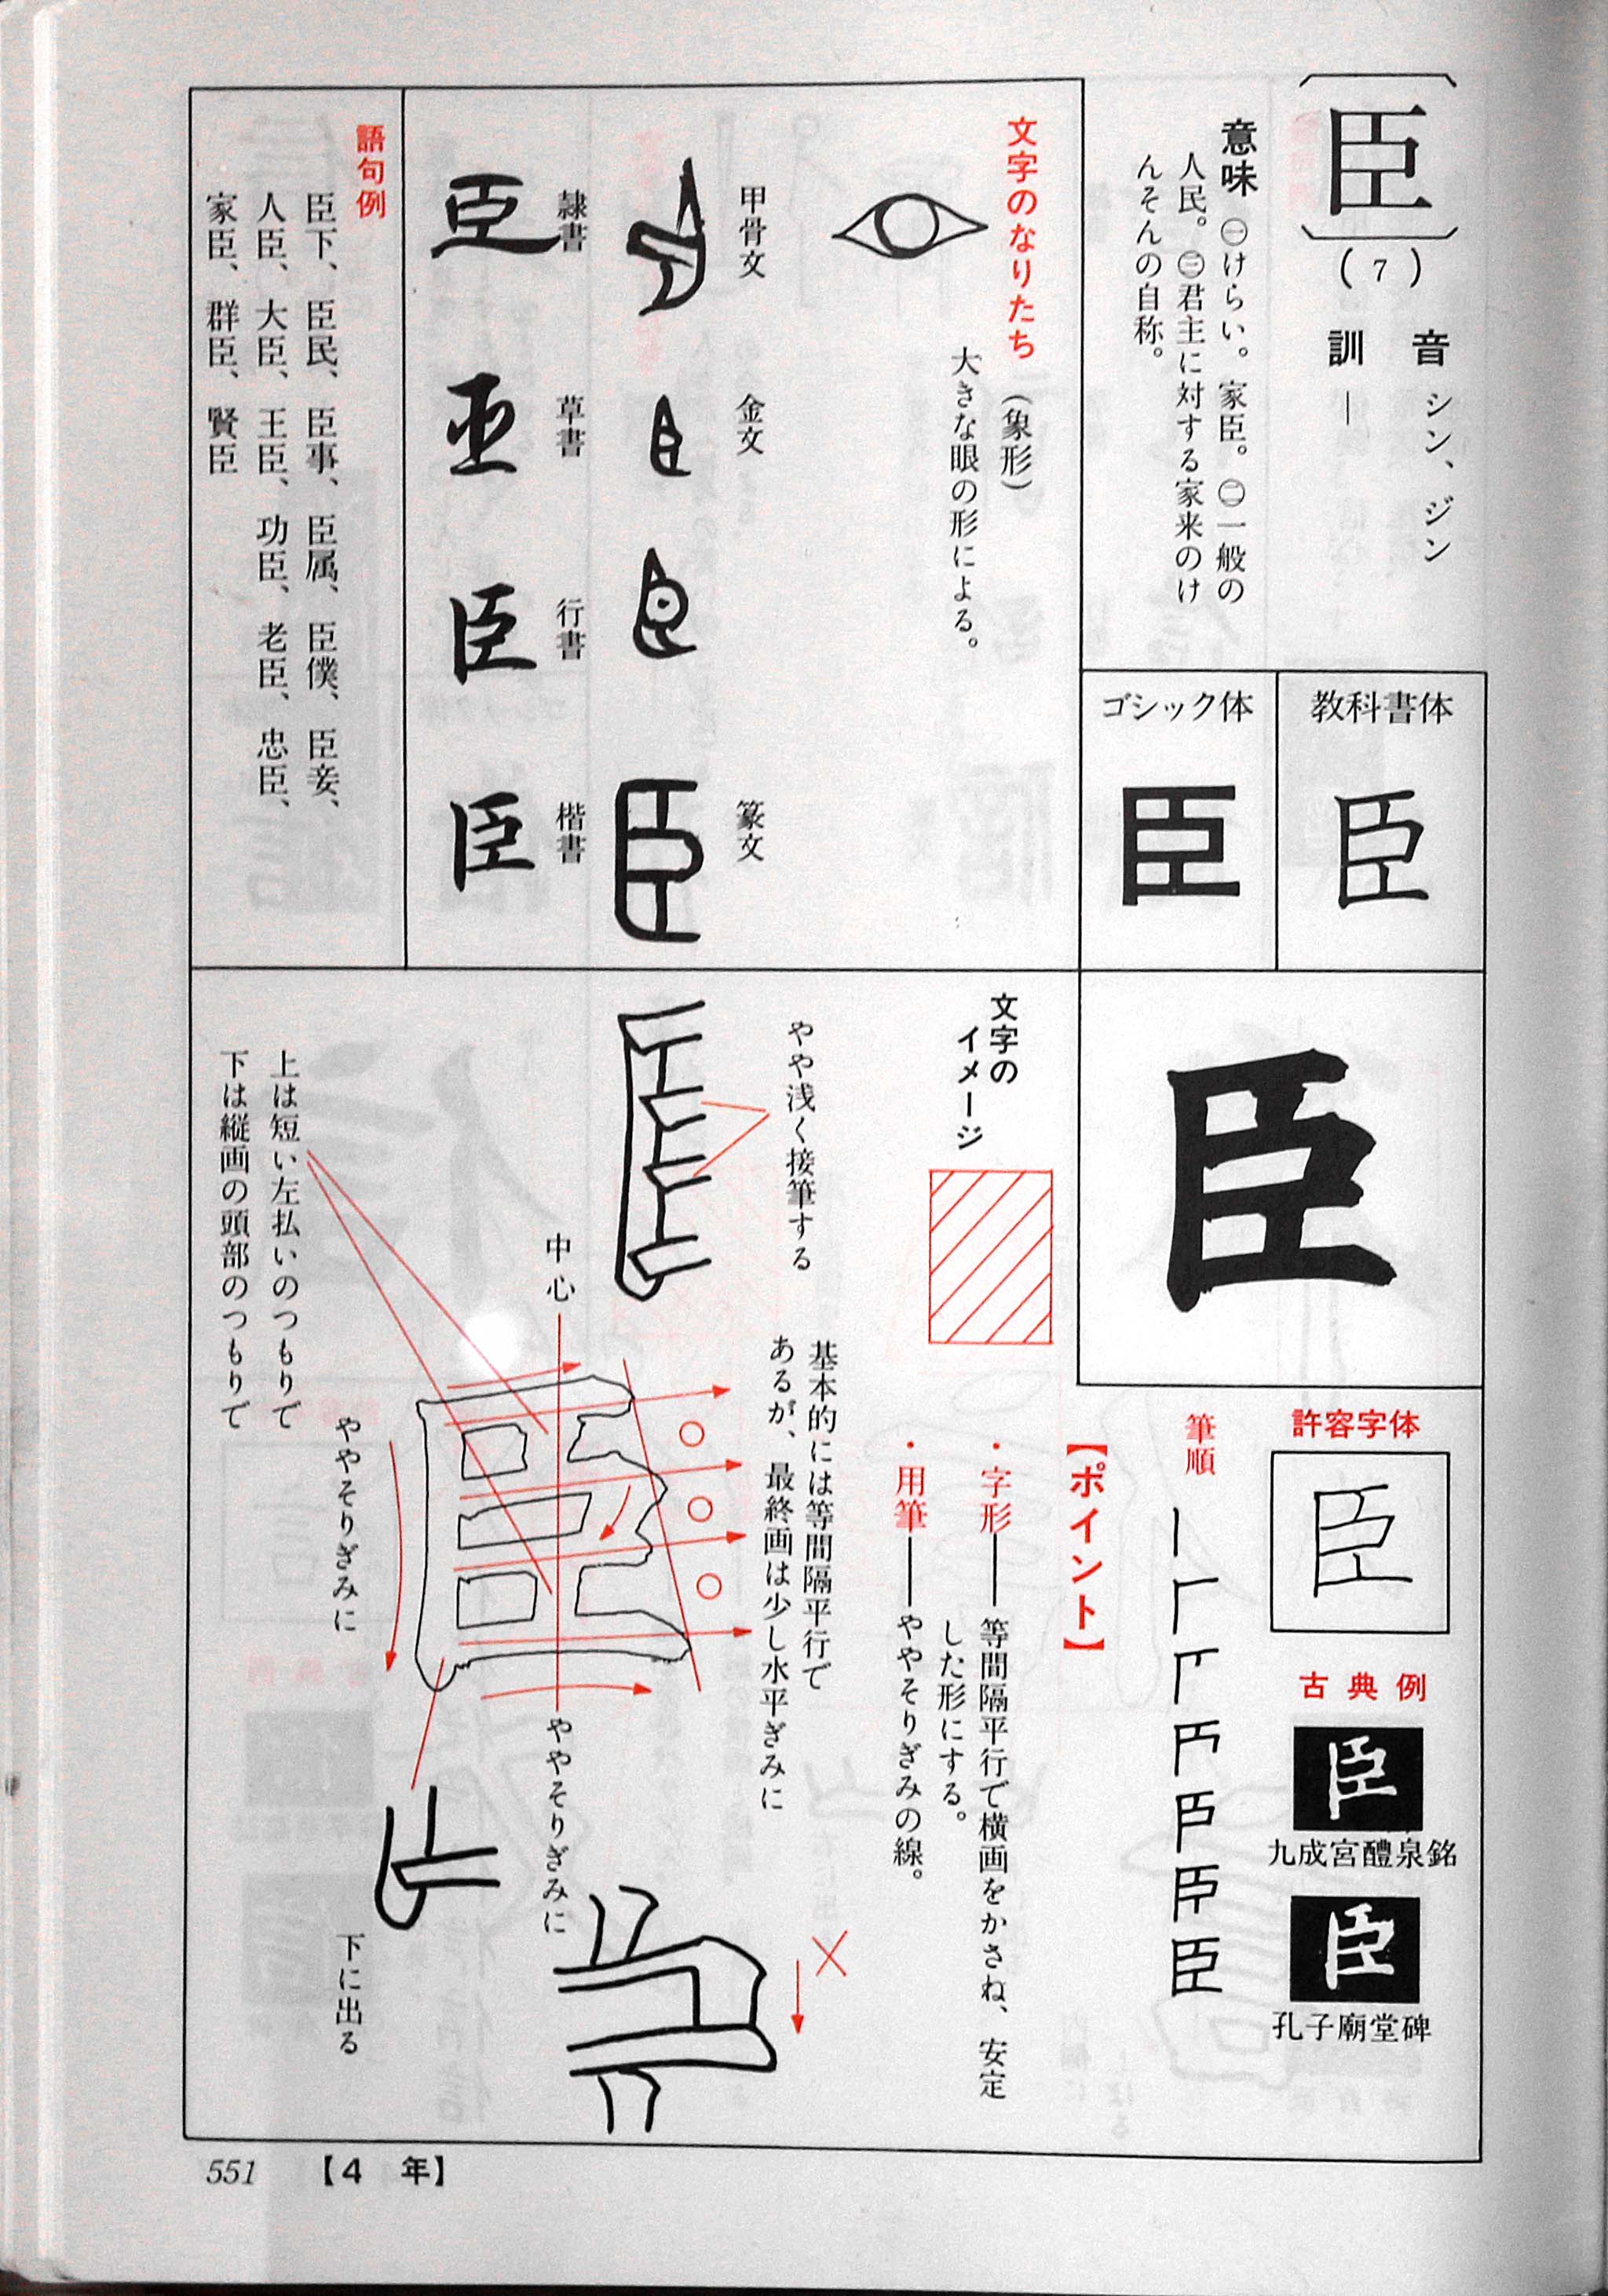 臣
(7)
音 シン、ジン
訓 ―
意味 ㊀けらい。家臣。㊁一般の
人民。㊂君主に対する家来のけ
んそんの自称。
教科書体
臣
ゴシック体
臣
臣
文字のなりたち (象形)
大きな眼の形による。
甲骨文
金文
篆文
隷書
草書
行書
楷書
臣
臣
臣
臣
語句例
臣下、臣民、臣事、臣属、臣僕、臣妾、
人臣、大臣、王臣、功臣、老臣、忠臣、
家臣、群臣、賢臣
許容字体
臣
古典例
臣
九成宮醴泉銘
臣
孔子廟堂碑
筆順
臣
【ポイント】
・字形――等間隔平行で横画をかさね、安定
した形にする。
・用筆――ややそりぎみの線。
文字の
イメージ
やや浅く接筆する
基本的には等間隔平行で
あるが、最終画は少し水平ぎみに
中心
ややそりぎみに
上は短い左払いのつもりで
下は縦画の頭部のつもりで
ややそりぎみに
下に出る
551 【4 年】